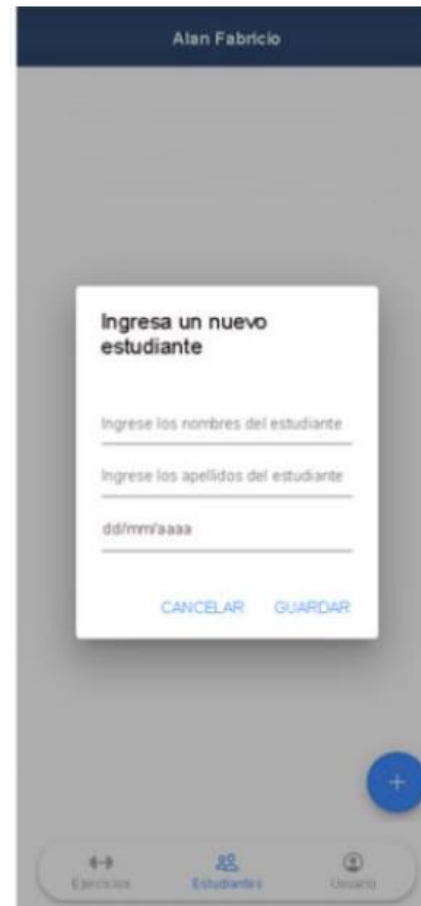 Alan Fabricio
Ingresa un nuevo
estudiante
Ingrese los nombres del estudiante
Ingrese los apellidos del estudiante
dd/mm/aaaa
CANCELAR GUARDAR
+
Ejercicios Estudiantes Usuario